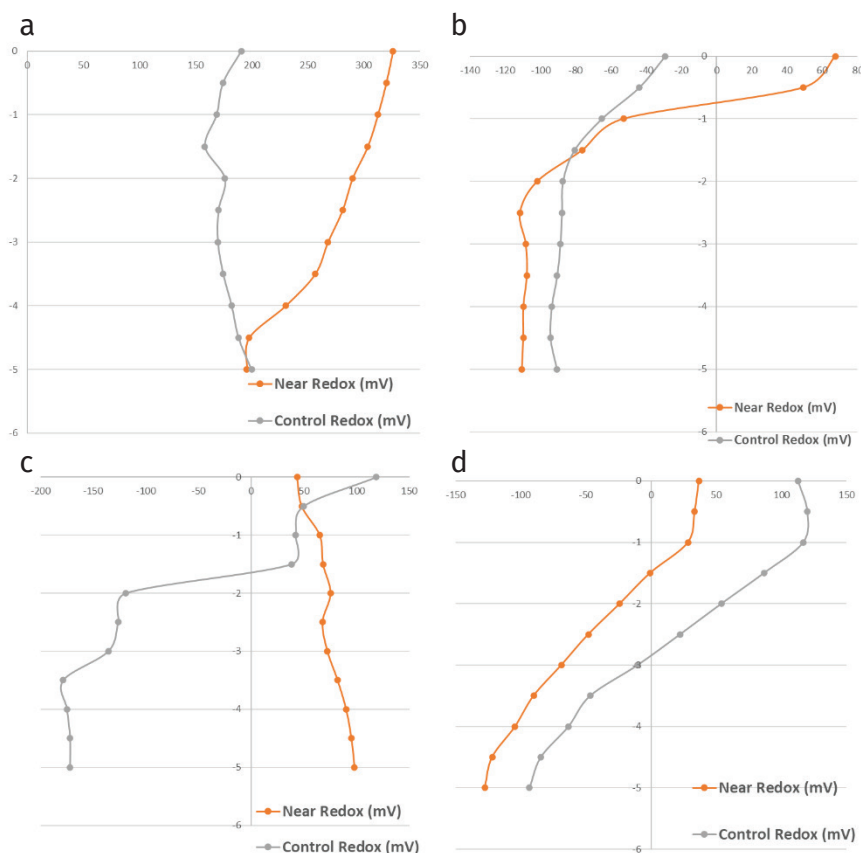 a
0 50 100 150 200 250 300 350
0
-1
-2
-3
-4
-5
-6
Near Redox (mV)
Control Redox (mV)
b
-140 -120 -100 -80 -60 -40 -20 0 20 40 60 80
0
-1
-2
-3
-4
-5
-6
Near Redox (mV)
Control Redox (mV)
c
-200 -150 -100 -50 0 50 100 150
0
-1
-2
-3
-4
-5
-6
Near Redox (mV)
Control Redox (mV)
d
-150 -100 -50 0 50 100 150
0
-1
-2
-3
-4
-5
-6
Near Redox (mV)
Control Redox (mV)